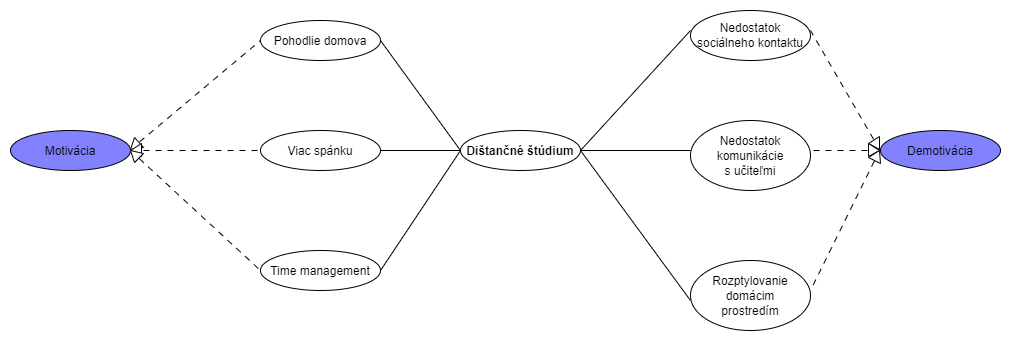 Motivácia
Pohodlie domova
Viac spánku
Time management
Dištančné štúdium
Nedostatok
sociálneho kontaktu
Nedostatok
komunikácie
s učiteľmi
Rozptylovanie
domácim
prostredím
Demotivácia